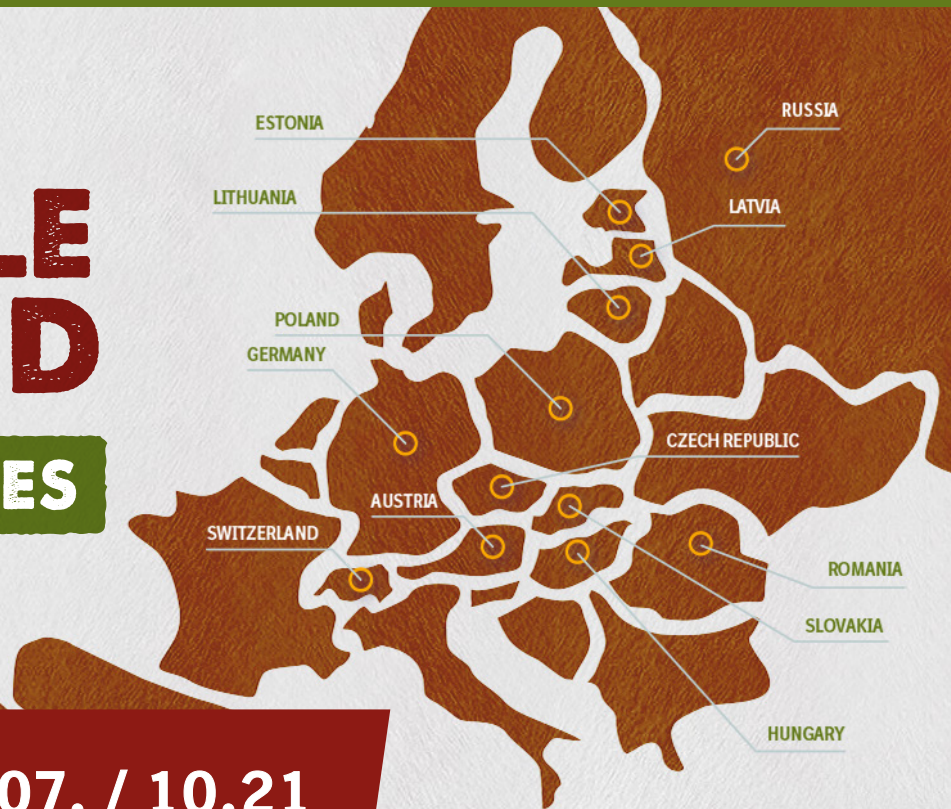 RUSSIA
ESTONIA
LITHUANIA
LATVIA
LE
D
POLAND
GERMANY
CZECH REPUBLIC
ES
AUSTRIA
SWITZERLAND
ROMANIA
SLOVAKIA
HUNGARY
07. / 10.21